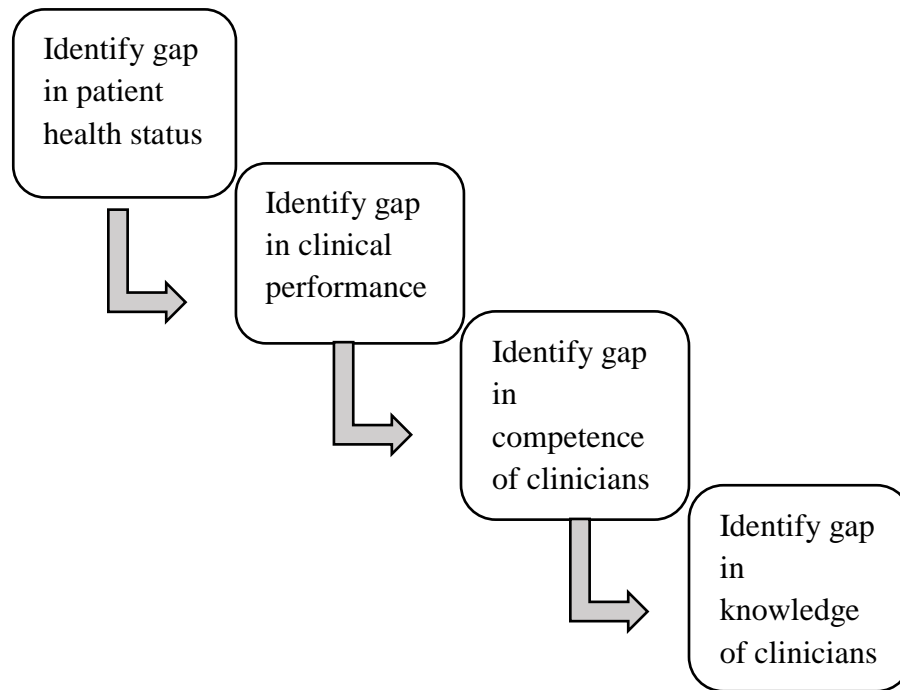 Identify gap
in patient
health status
Identify gap
in clinical
performance
Identify gap
in
competence
of clinicians
Identify gap
in
knowledge
of clinicians